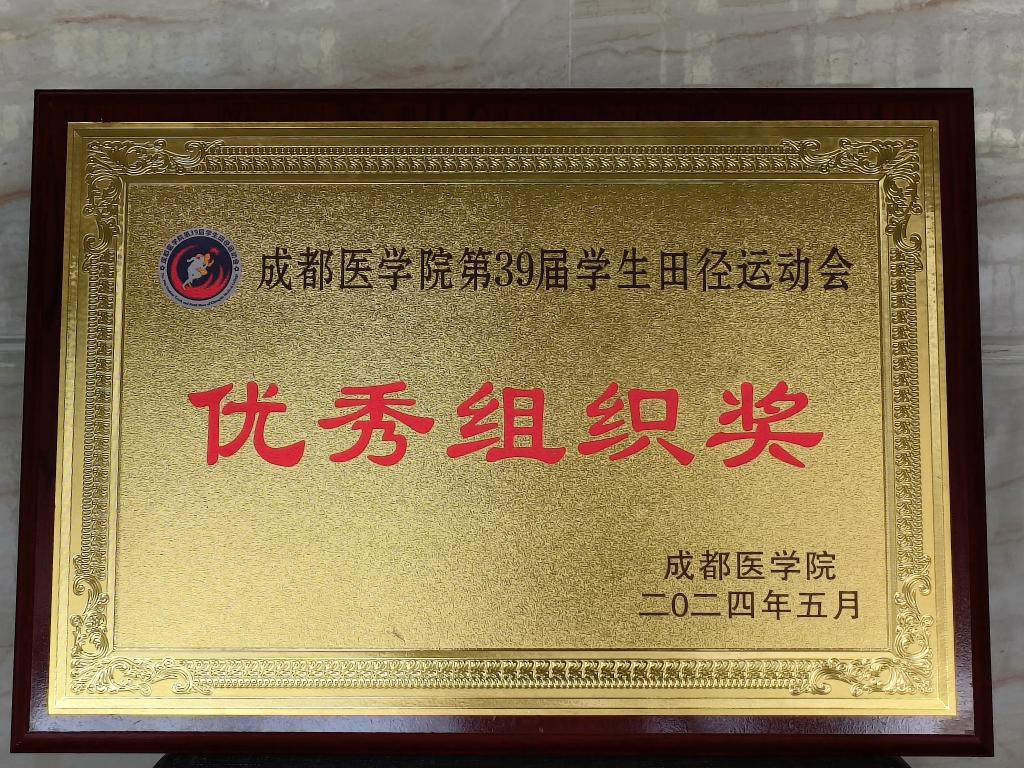 成都医学院第39届学生田径运动会
优秀组织奖
成都医学院
二0二四年五月